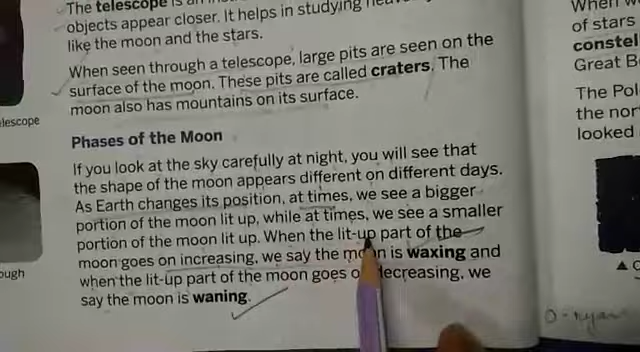 The telescope is an
objects appear closer. It helps in studying
like the moon and the stars.
When seen through a telescope, large pits are seen on the
surface of the moon. These pits are called craters. The
moon also has mountains on its surface.
Phases of the Moon
If you look at the sky carefully at night, you will see that
the shape of the moon appears different on different days.
As Earth changes its position, at times, we see a bigger
portion of the moon lit up, while at times, we see a smaller
portion of the moon lit up. When the lit-up part of the
moon goes on increasing, we say the moon is waxing and
when the lit-up part of the moon goes decreasing, we
say the moon is waning.
elescope
ough
When
of stars
constel
Great B
The Pol
the nor
looked